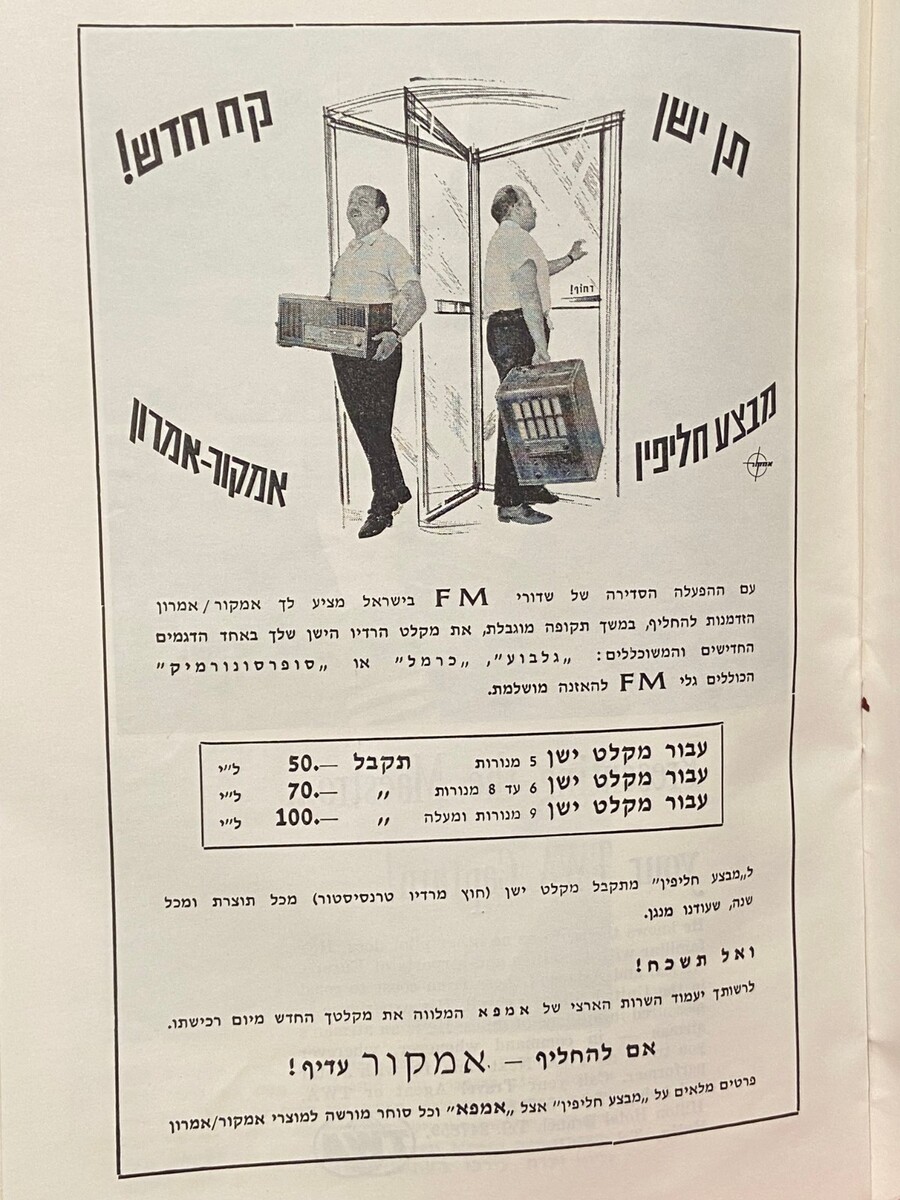 תן ישן
קח חדש!
דחוף!
מבצע חליפין
אמקור-אמרון
אמקור
עם ההפעלה הסדירה של שדורי FM בישראל מציע לך אמקור/אמרון
הזדמנות להחליף, במשך תקופה מוגבלת, את מקלט הרדיו הישן שלך באחד הדגמים
החדישים והמשוכללים: „גלבוע", „כרמל" או „סופרסונורמיק"
הכוללים גלי FM להאזנה מושלמת.
עבור מקלט ישן 5 מנורות תקבל 50.— ל"י
עבור מקלט ישן 6 עד 8 מנורות „ 70.— ל"י
עבור מקלט ישן 9 מנורות ומעלה „ 100.— ל"י
ל„מבצע חליפין" מתקבל מקלט ישן (חוץ מרדיו טרנסיסטור) מכל תוצרת ומכל
שנה, שעודנו מנגן.
ואל תשכח!
לרשותך יעמוד השרות הארצי של אמפא המלווה את מקלטך החדש מיום רכישתו.
אם להחליף — אמקור עדיף!
פרטים מלאים על „מבצע חליפין" אצל „אמפא" וכל סוחר מורשה למוצרי אמקור/אמרון